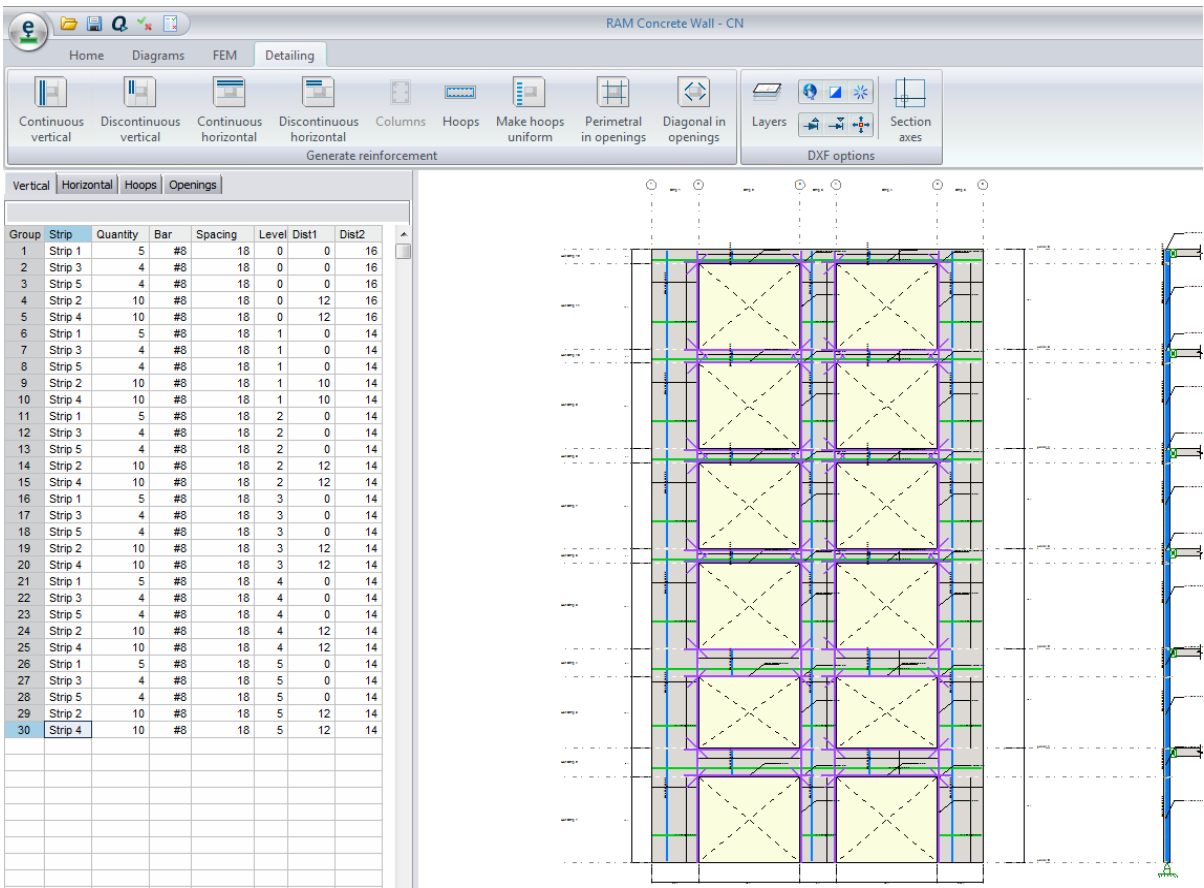 RAM Concrete Wall - CN
Home Diagrams FEM Detailing
Continuous vertical
Discontinuous vertical
Continuous horizontal
Discontinuous horizontal
Columns
Hoops
Make hoops uniform
Perimetral in openings
Diagonal in openings
Layers
Section axes
Generate reinforcement
DXF options
Vertical Horizontal Hoops Openings
Group Strip Quantity Bar Spacing Level Dist1 Dist2
1 Strip 1 5 #8 18 0 0 16
2 Strip 3 4 #8 18 0 0 16
3 Strip 5 4 #8 18 0 0 16
4 Strip 2 10 #8 18 0 12 16
5 Strip 4 10 #8 18 0 12 16
6 Strip 1 5 #8 18 1 0 14
7 Strip 3 4 #8 18 1 0 14
8 Strip 5 4 #8 18 1 0 14
9 Strip 2 10 #8 18 1 10 14
10 Strip 4 10 #8 18 1 10 14
11 Strip 1 5 #8 18 2 0 14
12 Strip 3 4 #8 18 2 0 14
13 Strip 5 4 #8 18 2 0 14
14 Strip 2 10 #8 18 2 12 14
15 Strip 4 10 #8 18 2 12 14
16 Strip 1 5 #8 18 3 0 14
17 Strip 3 4 #8 18 3 0 14
18 Strip 5 4 #8 18 3 0 14
19 Strip 2 10 #8 18 3 12 14
20 Strip 4 10 #8 18 3 12 14
21 Strip 1 5 #8 18 4 0 14
22 Strip 3 4 #8 18 4 0 14
23 Strip 5 4 #8 18 4 0 14
24 Strip 2 10 #8 18 4 12 14
25 Strip 4 10 #8 18 4 12 14
26 Strip 1 5 #8 18 5 0 14
27 Strip 3 4 #8 18 5 0 14
28 Strip 5 4 #8 18 5 0 14
29 Strip 2 10 #8 18 5 12 14
30 Strip 4 10 #8 18 5 12 14